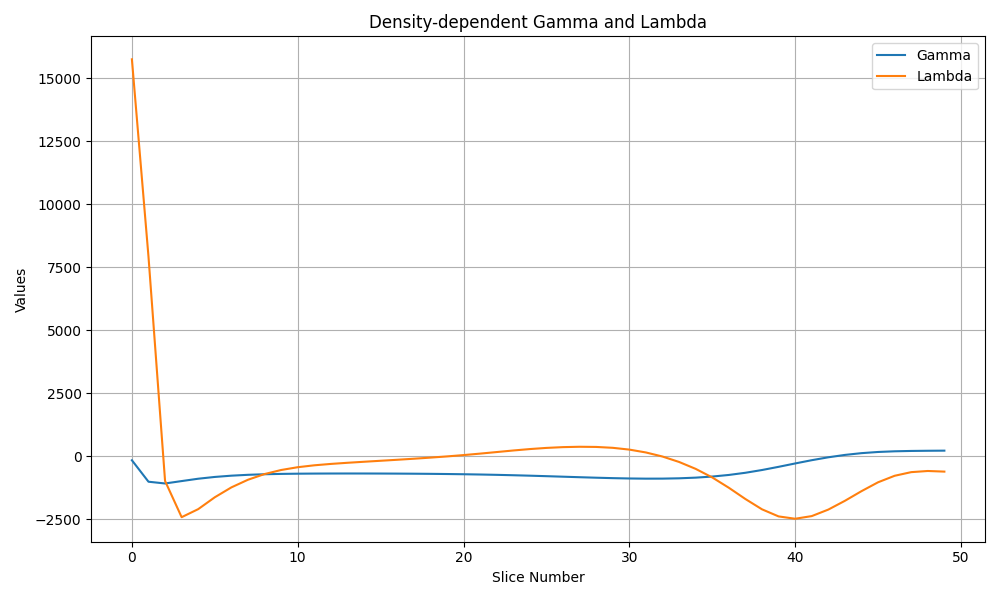 Density-dependent Gamma and Lambda
Gamma
Lambda
15000
12500
10000
7500
5000
2500
0
−2500
Values
0 10 20 30 40 50
Slice Number